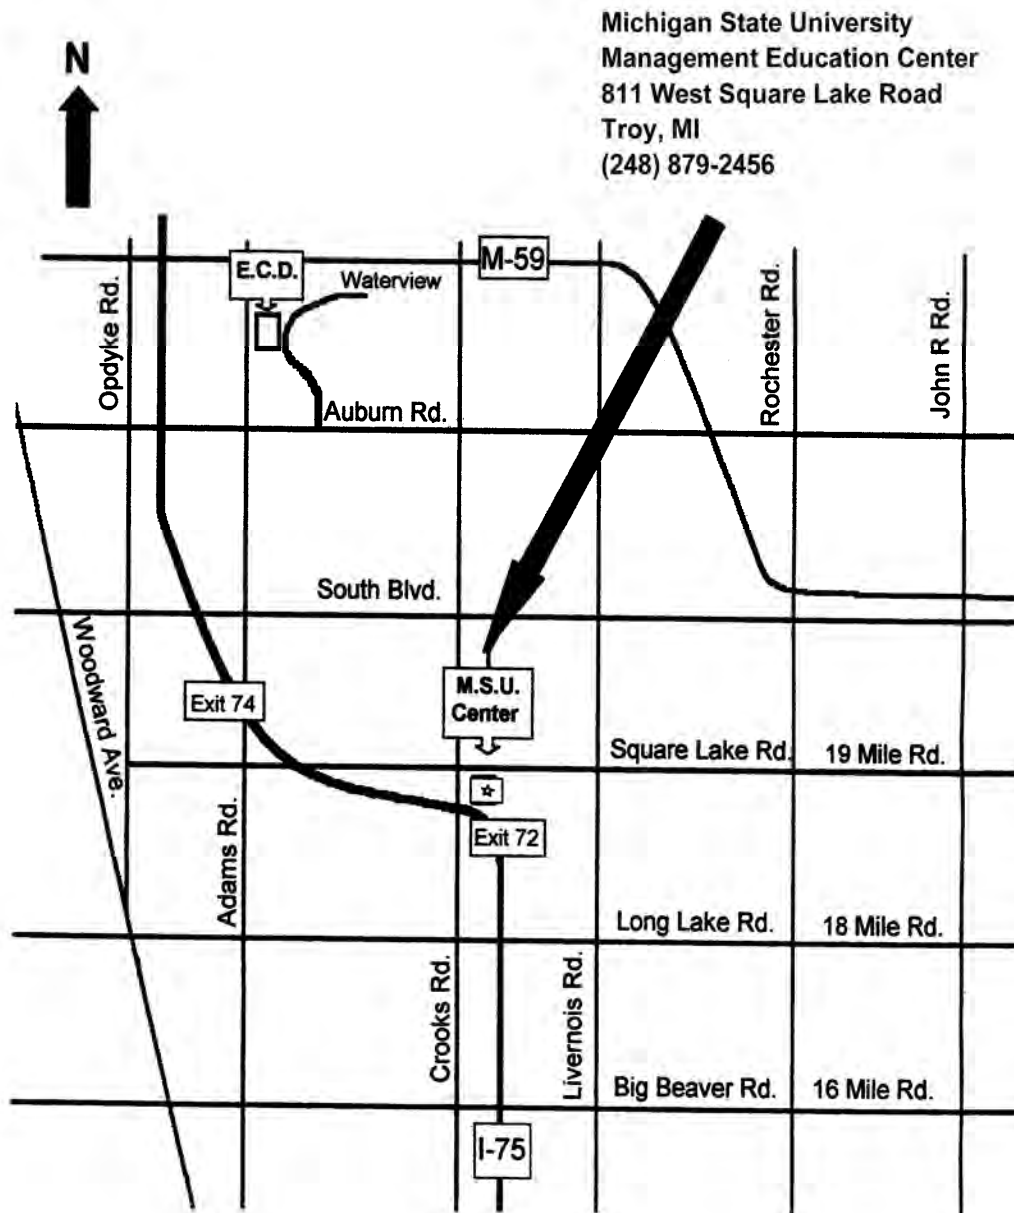 Michigan State University
Management Education Center
811 West Square Lake Road
Troy, MI
(248) 879-2456
N
M-59
E.C.D.
Waterview
Opdyke Rd.
Rochester Rd.
John R Rd.
Auburn Rd.
South Blvd.
Woodward Ave.
Exit 74
M.S.U.
Center
Square Lake Rd.
19 Mile Rd.
Adams Rd.
Exit 72
Long Lake Rd.
18 Mile Rd.
Crooks Rd.
Livernois Rd.
Big Beaver Rd.
16 Mile Rd.
I-75